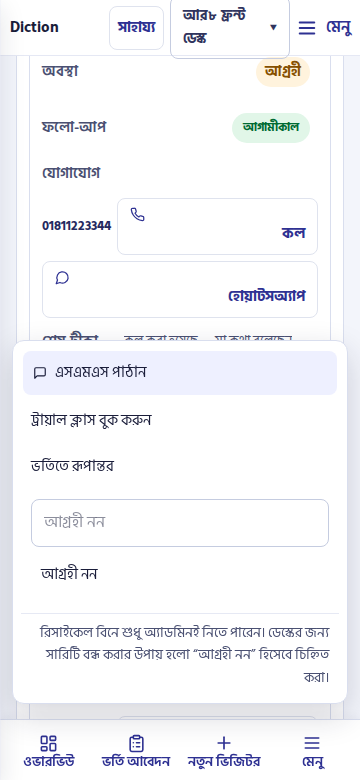 Diction
সাহায্য
আর৮ ফ্রন্ট
ডেস্ক
মেনু
অবস্থা
আগ্রহী
ফলো-আপ
আগামীকাল
যোগাযোগ
01811223344
কল
হোয়াটসঅ্যাপ
এসএমএস পাঠান
ট্রায়াল ক্লাস বুক করুন
ভর্তিতে রূপান্তর
আগ্রহী নন
আগ্রহী নন
রিসাইকেল বিনে শুধু অ্যাডমিনই নিতে পারেন। ডেস্কের জন্য
সারিটি বন্ধ করার উপায় হলো “আগ্রহী নন” হিসেবে চিহ্নিত
করা।
ওভারভিউ
ভর্তি আবেদন
নতুন ভিজিটর
মেনু